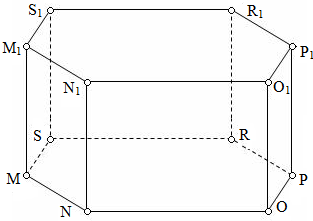 S₁ R₁
M₁ P₁
N₁ O₁
S R
M P
N O